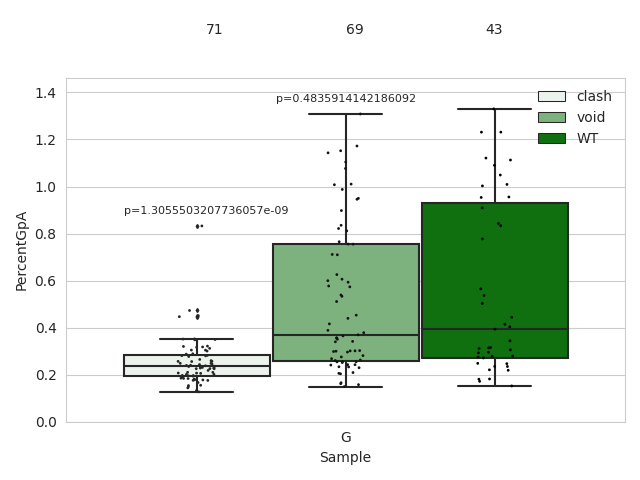 71 69 43
1.4
1.2
1.0
0.8
0.6
0.4
0.2
0.0
PercentGpA
p=0.4835914142186092
p=1.3055503207736057e-09
clash
void
WT
G
Sample